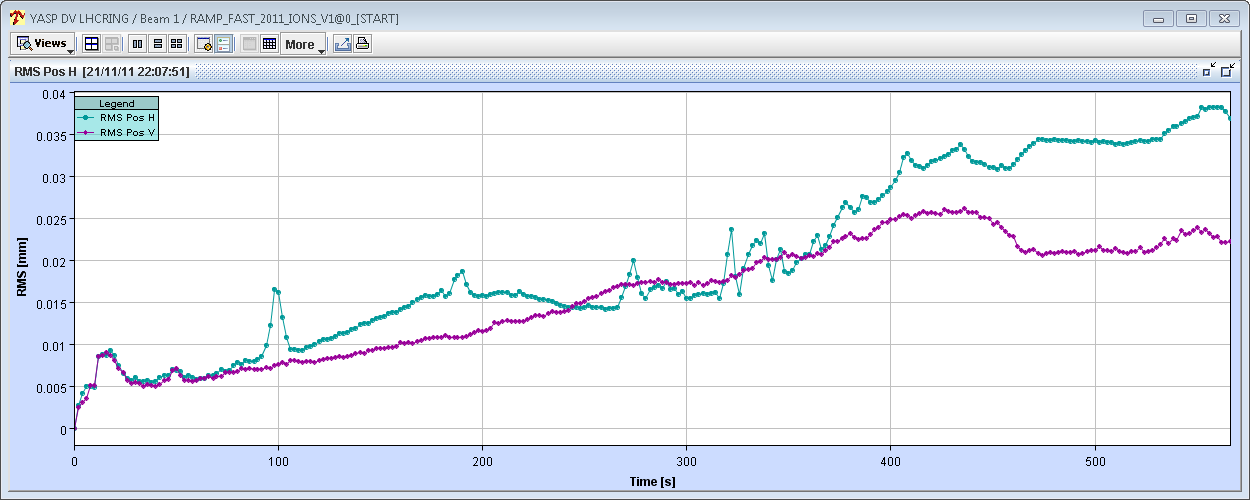 YASP DV LHCRING / Beam 1 / RAMP_FAST_2011_IONS_V1@0_[START]
Views More
RMS Pos H [21/11/11 22:07:51]
Legend
RMS Pos H
RMS Pos V
0.04
0.035
0.03
0.025
0.02
0.015
0.01
0.005
0
RMS [mm]
0 100 200 300 400 500
Time [s]